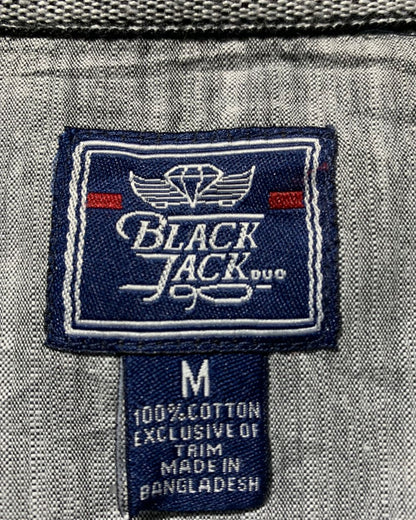 BLACK
JACK DUO
M
100% COTTON
EXCLUSIVE OF
TRIM
MADE IN
BANGLADESH